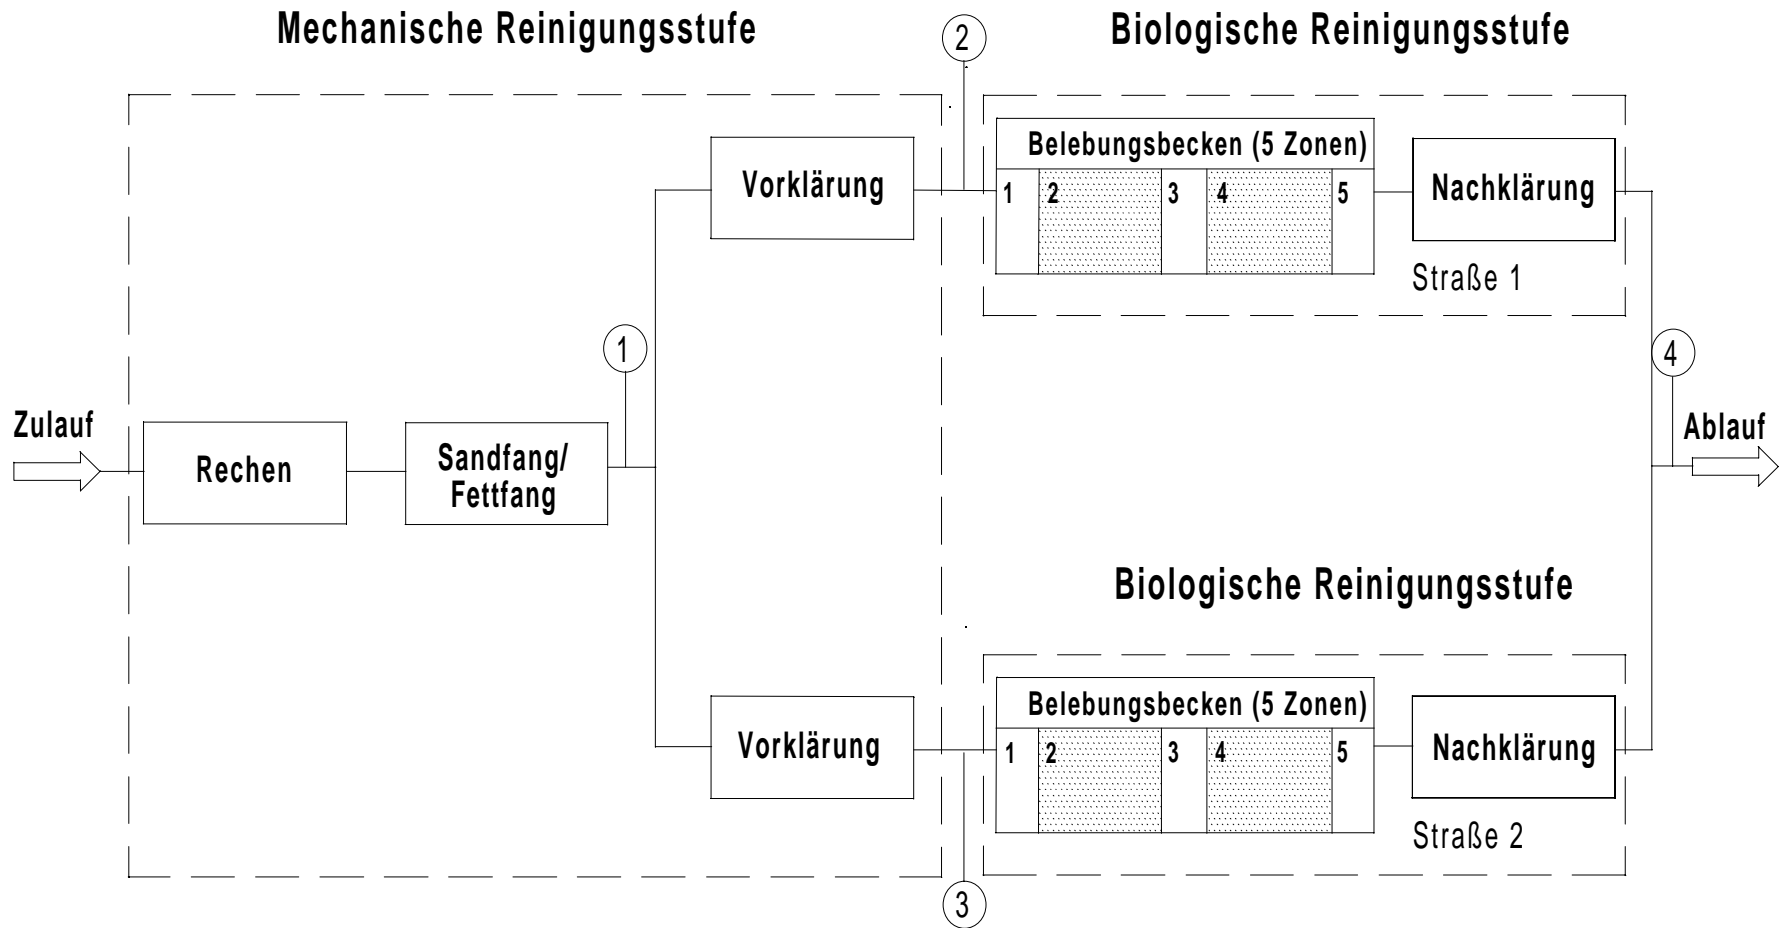 Mechanische Reinigungsstufe
2
Biologische Reinigungsstufe
Vorklärung
Belebungsbecken (5 Zonen)
1 2 3 4 5
Nachklärung
Straße 1
1
4
Zulauf
Rechen
Sandfang/
Fettfang
Ablauf
Biologische Reinigungsstufe
Vorklärung
Belebungsbecken (5 Zonen)
1 2 3 4 5
Nachklärung
Straße 2
3